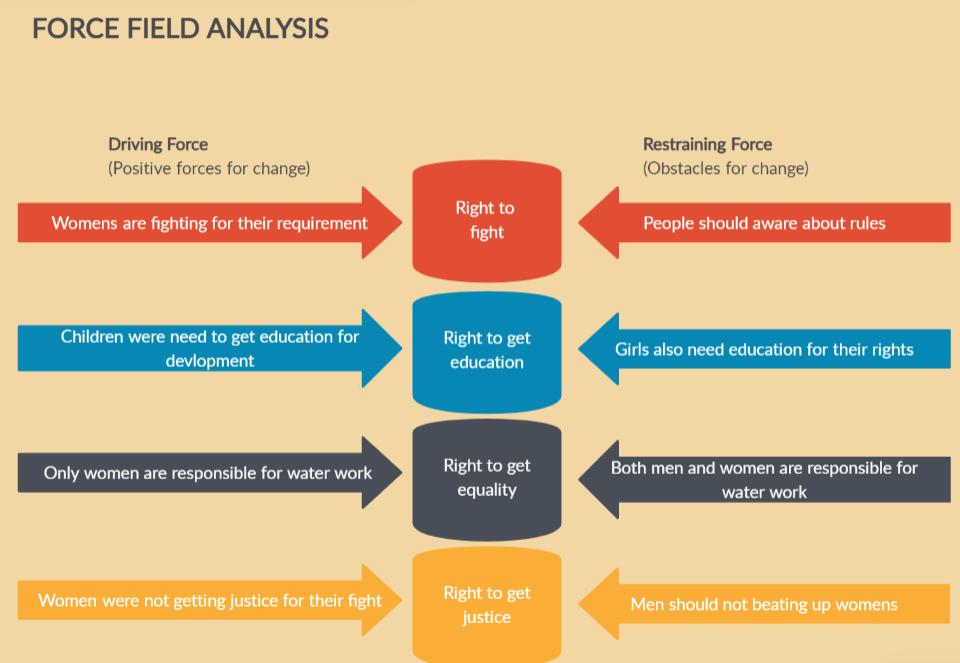 FORCE FIELD ANALYSIS
Driving Force
(Positive forces for change)
Restraining Force
(Obstacles for change)
Womens are fighting for their requirement
Right to
fight
People should aware about rules
Children were need to get education for
devlopment
Right to get
education
Girls also need education for their rights
Only women are responsible for water work
Right to get
equality
Both men and women are responsible for
water work
Women were not getting justice for their fight
Right to get
justice
Men should not beating up womens